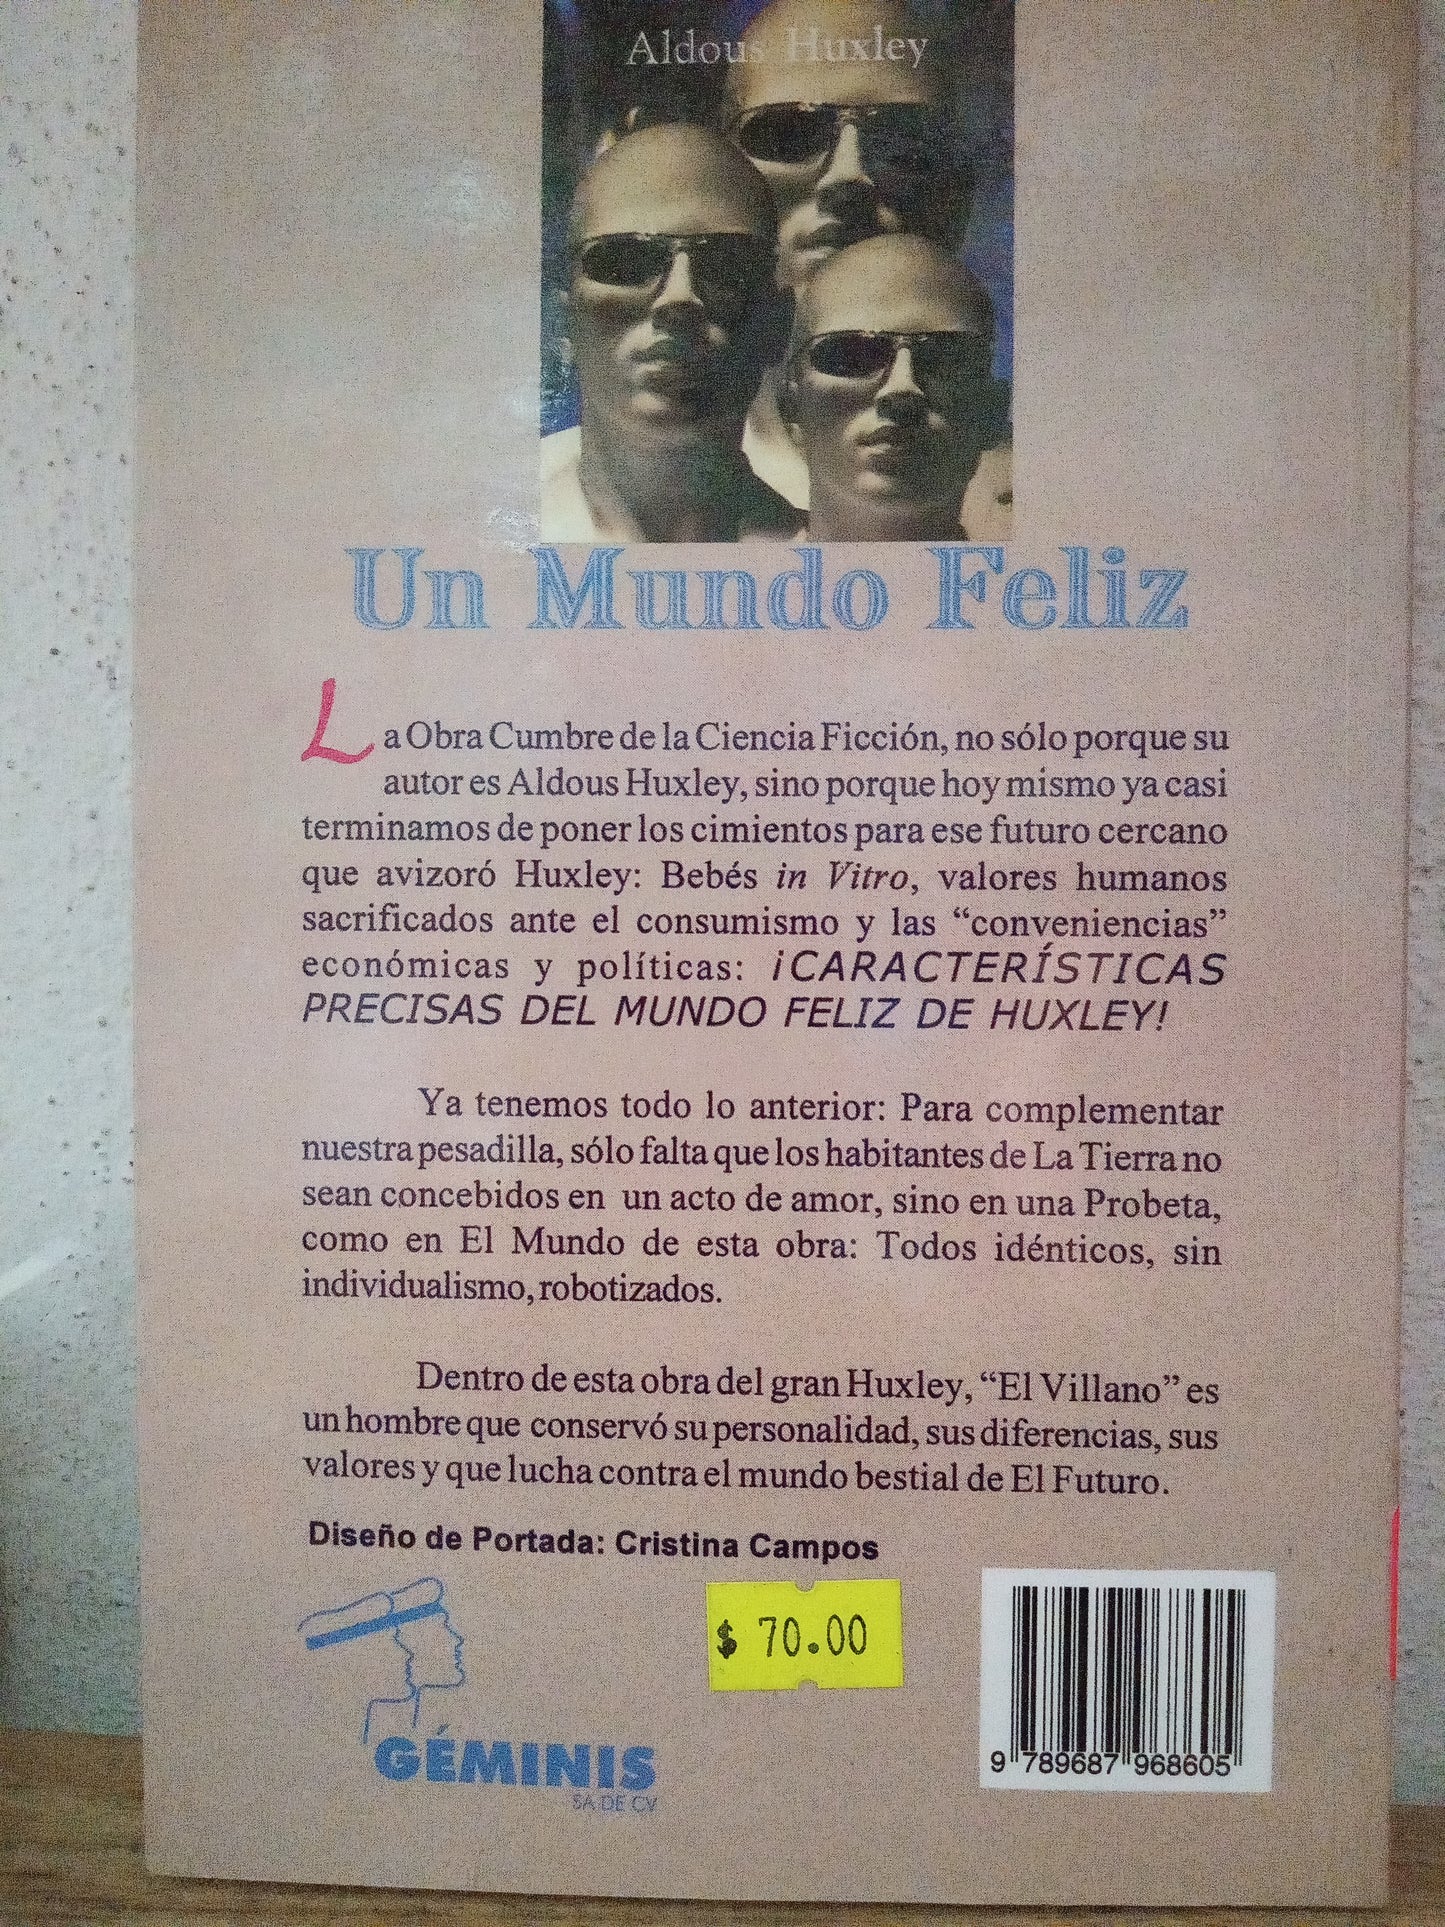 Aldous Huxley
Un Mundo Feliz
La Obra Cumbre de la Ciencia Ficción, no sólo porque su
autor es Aldous Huxley, sino porque hoy mismo ya casi
terminamos de poner los cimientos para ese futuro cercano
que avizoró Huxley: Bebés in Vitro, valores humanos
sacrificados ante el consumismo y las “conveniencias”
económicas y políticas: ¡CARACTERÍSTICAS
PRECISAS DEL MUNDO FELIZ DE HUXLEY!
Ya tenemos todo lo anterior: Para complementar
nuestra pesadilla, sólo falta que los habitantes de La Tierra no
sean concebidos en un acto de amor, sino en una Probeta,
como en El Mundo de esta obra: Todos idénticos, sin
individualismo, robotizados.
Dentro de esta obra del gran Huxley, “El Villano” es
un hombre que conservó su personalidad, sus diferencias, sus
valores y que lucha contra el mundo bestial de El Futuro.
Diseño de Portada: Cristina Campos
$ 70.00
GÉMINIS
SA DE CV
9 789687 968605